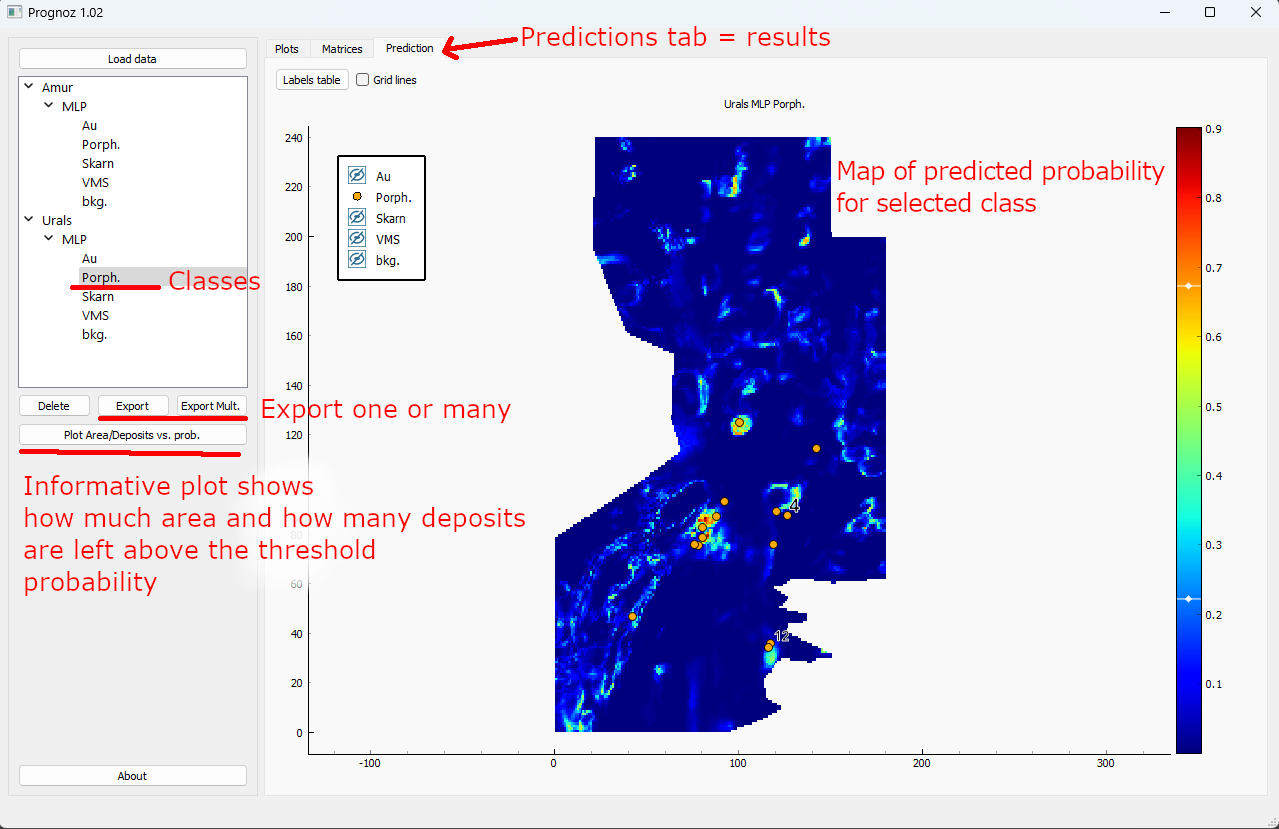 Prognoz 1.02
Load data
Amur
MLP
Au
Porph.
Skarn
VMS
bkg.
Urals
MLP
Au
Porph.
Skarn
VMS
bkg.
Classes
Delete
Export
Export Mult.
Export one or many
Plot Area/Deposits vs. prob.
Informative plot shows
how much area and how many deposits
are left above the threshold
probability
About
Plots
Matrices
Prediction
Predictions tab = results
Labels table
Grid lines
Urals MLP Porph.
Au
Porph.
Skarn
VMS
bkg.
Map of predicted probability
for selected class
240
220
200
180
160
140
120
80
60
40
20
0
-100
0
100
200
300
4
12
0.9
0.8
0.7
0.6
0.5
0.4
0.3
0.2
0.1